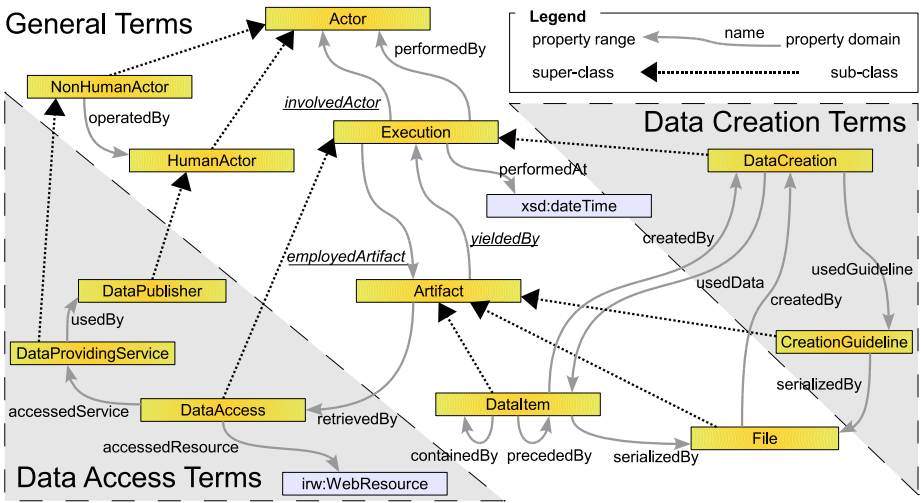 General Terms
Actor
Legend
property range
name
property domain
super-class
sub-class
performedBy
NonHumanActor
involvedActor
operatedBy
Execution
Data Creation Terms
HumanActor
DataCreation
performedAt
xsd:dateTime
createdBy
yieldedBy
employedArtifact
usedGuideline
DataPublisher
Artifact
usedData
createdBy
usedBy
DataProvidingService
CreationGuideline
serializedBy
accessedService
DataAccess
retrievedBy
DataItem
accessedResource
containedBy
precededBy
serializedBy
File
Data Access Terms
irw:WebResource